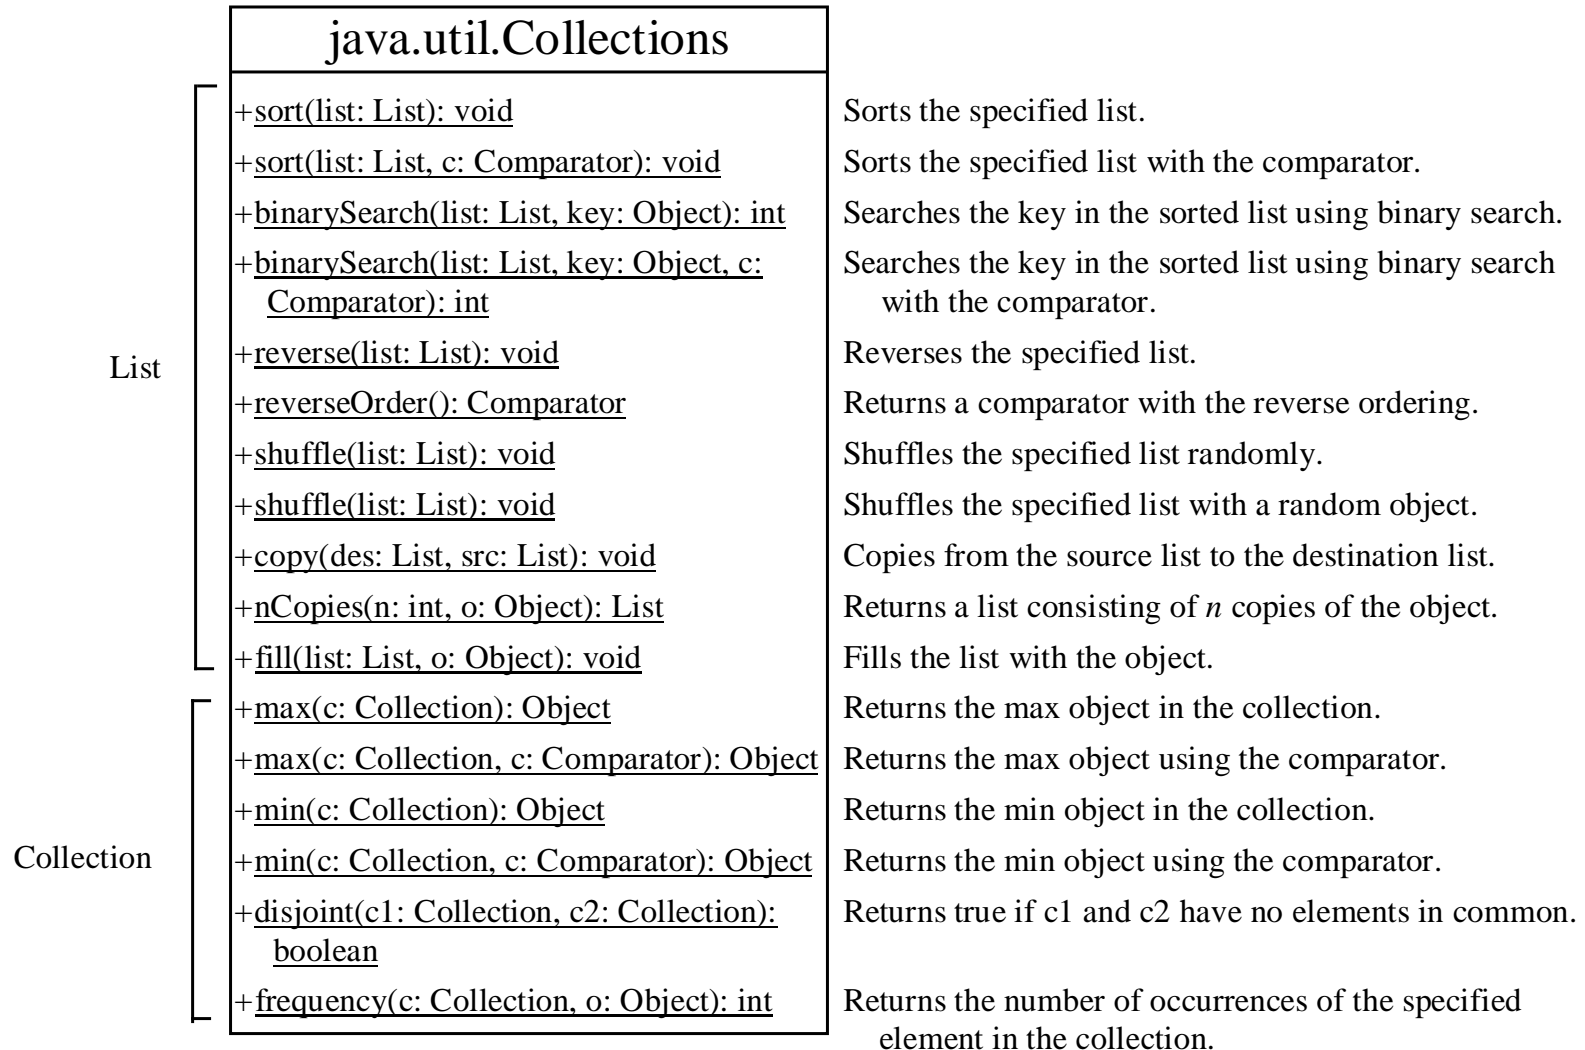 java.util.Collections
+sort(list: List): void Sorts the specified list.
+sort(list: List, c: Comparator): void Sorts the specified list with the comparator.
+binarySearch(list: List, key: Object): int Searches the key in the sorted list using binary search.
+binarySearch(list: List, key: Object, c: Searches the key in the sorted list using binary search
Comparator): int with the comparator.
List
+reverse(list: List): void Reverses the specified list.
+reverseOrder(): Comparator Returns a comparator with the reverse ordering.
+shuffle(list: List): void Shuffles the specified list randomly.
+shuffle(list: List): void Shuffles the specified list with a random object.
+copy(des: List, src: List): void Copies from the source list to the destination list.
+nCopies(n: int, o: Object): List Returns a list consisting of n copies of the object.
+fill(list: List, o: Object): void Fills the list with the object.
+max(c: Collection): Object Returns the max object in the collection.
+max(c: Collection, c: Comparator): Object Returns the max object using the comparator.
+min(c: Collection): Object Returns the min object in the collection.
Collection
+min(c: Collection, c: Comparator): Object Returns the min object using the comparator.
+disjoint(c1: Collection, c2: Collection): Returns true if c1 and c2 have no elements in common.
boolean
+frequency(c: Collection, o: Object): int Returns the number of occurrences of the specified
element in the collection.